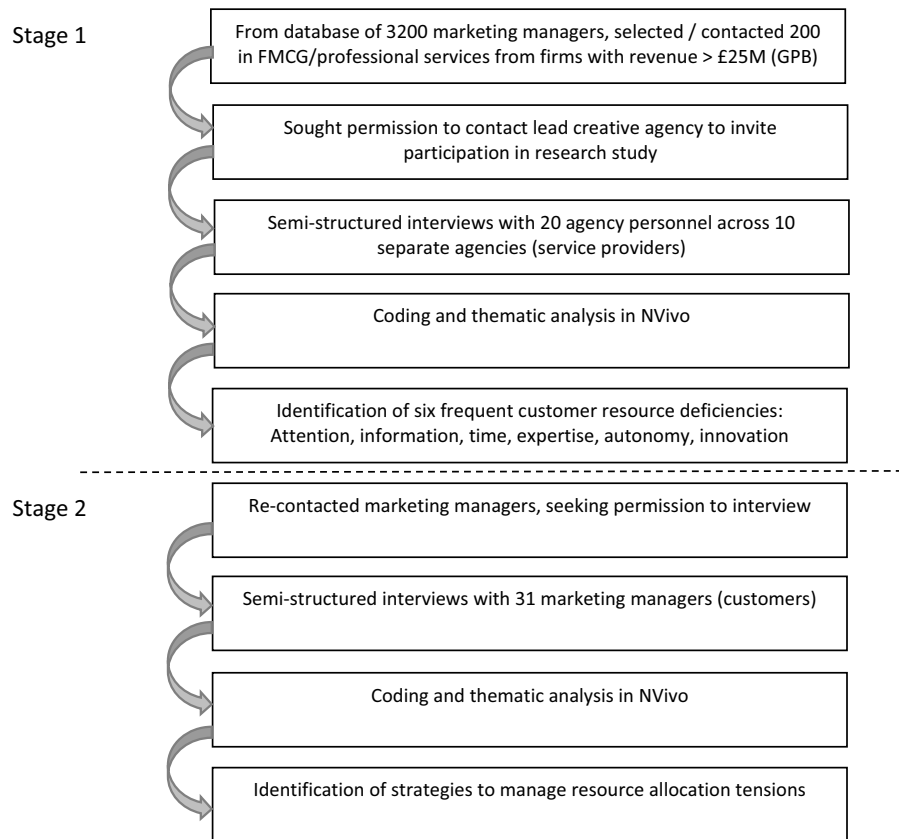 Stage 1
From database of 3200 marketing managers, selected / contacted 200
in FMCG/professional services from firms with revenue > £25M (GPB)
Sought permission to contact lead creative agency to invite
participation in research study
Semi-structured interviews with 20 agency personnel across 10
separate agencies (service providers)
Coding and thematic analysis in NVivo
Identification of six frequent customer resource deficiencies:
Attention, information, time, expertise, autonomy, innovation
Stage 2
Re-contacted marketing managers, seeking permission to interview
Semi-structured interviews with 31 marketing managers (customers)
Coding and thematic analysis in NVivo
Identification of strategies to manage resource allocation tensions